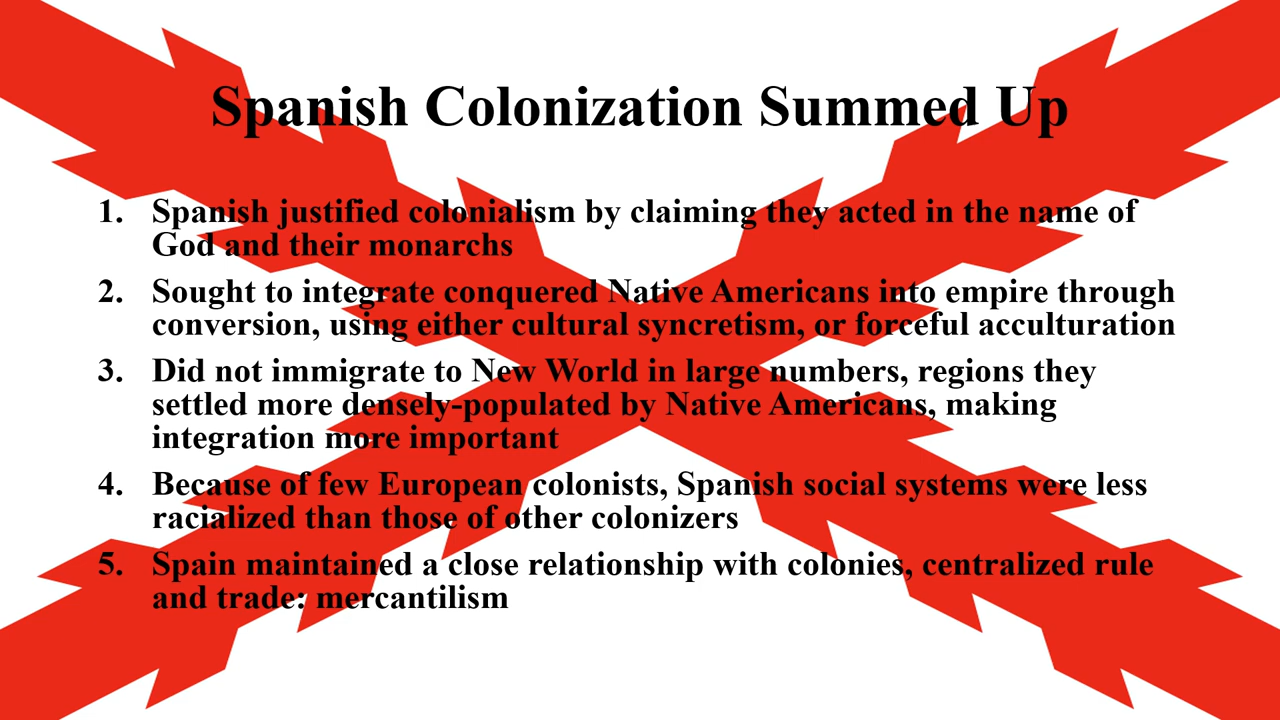 Spanish Colonization Summed Up
1. Spanish justified colonialism by claiming they acted in the name of
God and their monarchs
2. Sought to integrate conquered Native Americans into empire through
conversion, using either cultural syncretism, or forceful acculturation
3. Did not immigrate to New World in large numbers, regions they
settled more densely-populated by Native Americans, making
integration more important
4. Because of few European colonists, Spanish social systems were less
racialized than those of other colonizers
5. Spain maintained a close relationship with colonies, centralized rule
and trade: mercantilism